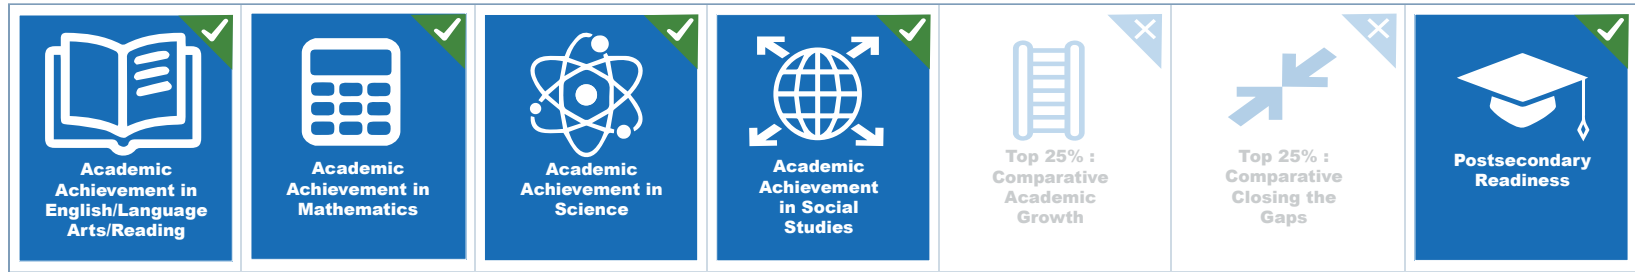 Academic
Achievement in
English/Language
Arts/Reading
Academic
Achievement in
Mathematics
Academic
Achievement in
Science
Academic
Achievement
in Social
Studies
Top 25% :
Comparative
Academic
Growth
Top 25% :
Comparative
Closing the
Gaps
Postsecondary
Readiness